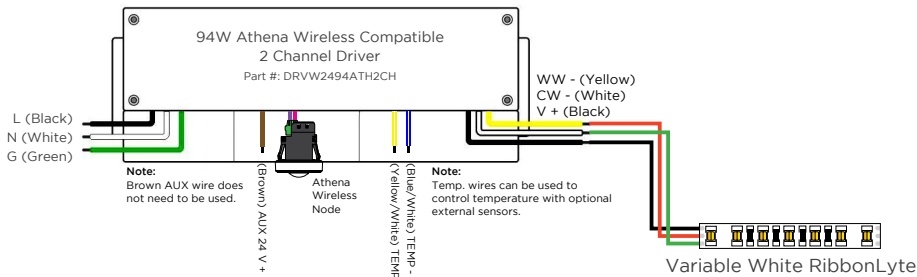 94W Athena Wireless Compatible
2 Channel Driver
Part #: DRVW2494ATH2CH
WW - (Yellow)
CW - (White)
V + (Black)
L (Black)
N (White)
G (Green)
Note:
Brown AUX wire does
not need to be used.
(Brown) AUX 24 V +
Athena
Wireless
Node
(Yellow/White) TEMP
(Blue/White) TEMP -
Note:
Temp. wires can be used to
control temperature with optional
external sensors.
Variable White RibbonLyte